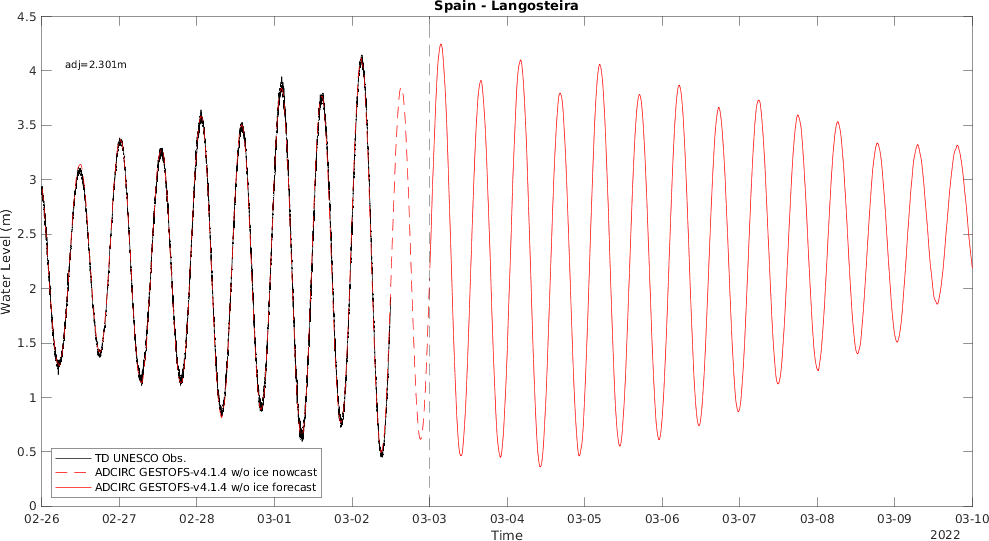 Spain - Langosteira
adj=2.301m
Water Level (m)
4.5
4
3.5
3
2.5
2
1.5
1
0.5
0
TD UNESCO Obs.
ADCIRC GESTOFS-v4.1.4 w/o ice nowcast
ADCIRC GESTOFS-v4.1.4 w/o ice forecast
02-26 02-27 02-28 03-01 03-02 03-03 03-04 03-05 03-06 03-07 03-08 03-09 03-10
Time
2022